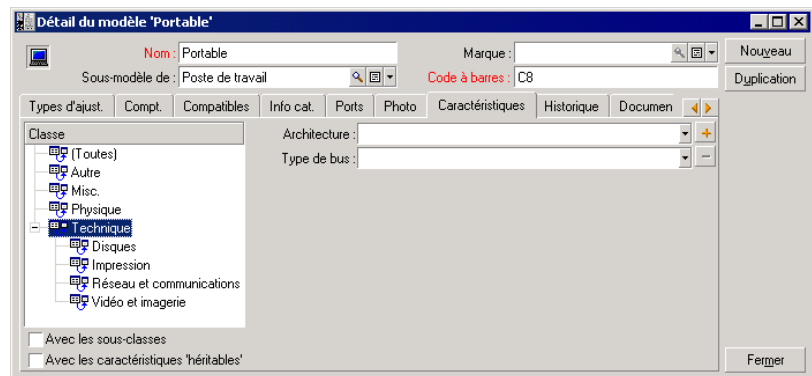 Détail du modèle 'Portable'
Nom : Portable Marque : Nouveau
Sous-modèle de : Poste de travail Code à barres : C8 Duplication
Types d'ajust. Compt. Compatibles Info cat. Ports Photo Caractéristiques Historique Documen
Classe Architecture :
(Toutes) Type de bus :
Autre
Misc.
Physique
Technique
Disques
Impression
Réseau et communications
Vidéo et imagerie
Avec les sous-classes
Avec les caractéristiques 'héritables' Fermer